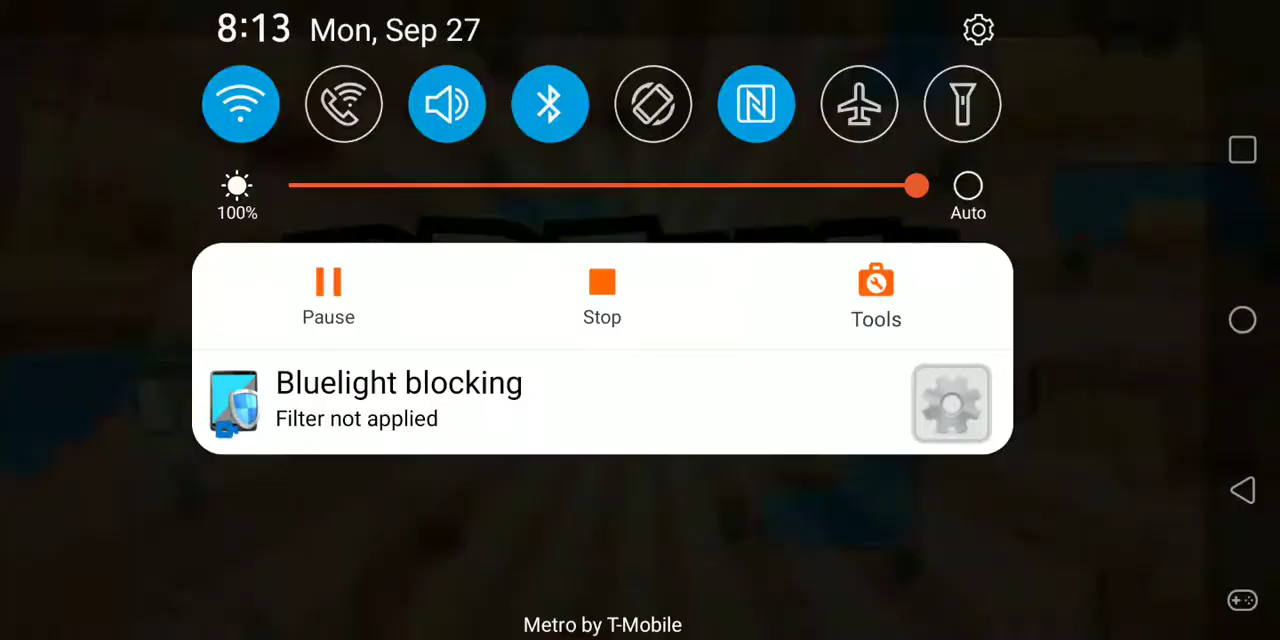 8:13 Mon, Sep 27
100%
Auto
Pause
Stop
Tools
Bluelight blocking
Filter not applied
Metro by T-Mobile